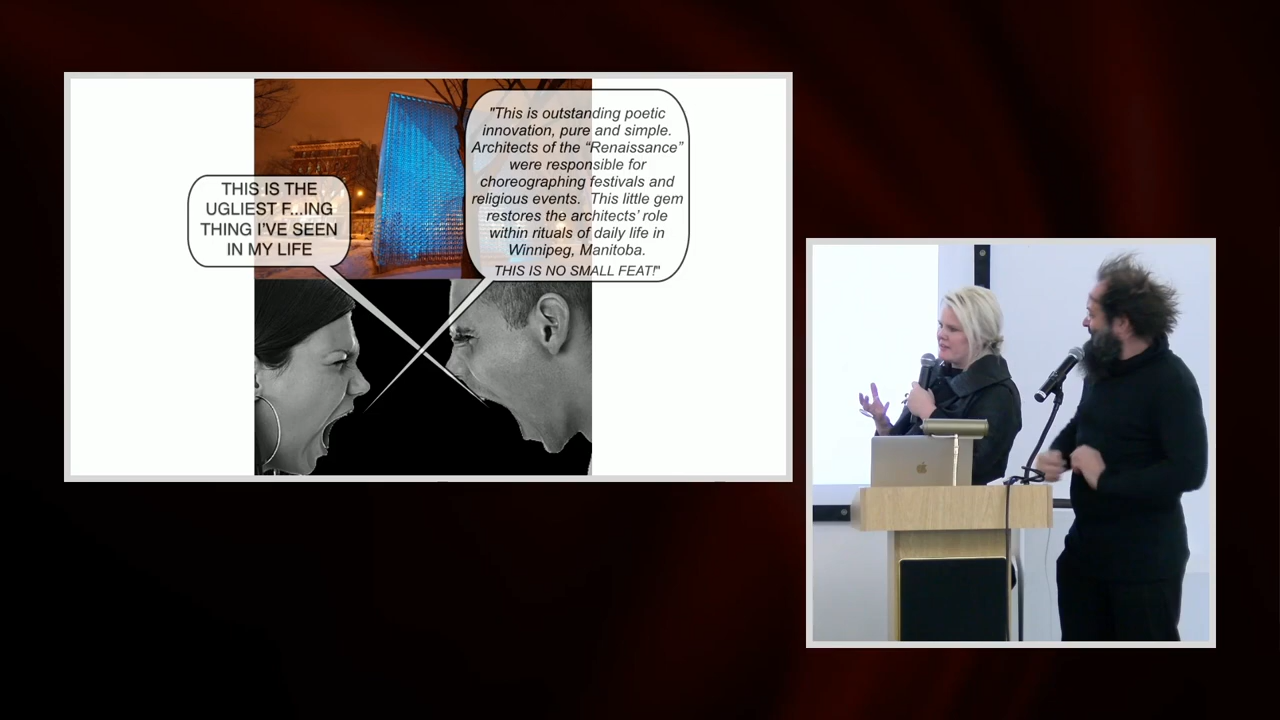 THIS IS THE
UGLIEST F...ING
THING I'VE SEEN
IN MY LIFE
"This is outstanding poetic
innovation, pure and simple.
Architects of the “Renaissance”
were responsible for
choreographing festivals and
religious events.  This little gem
restores the architects’ role
within rituals of daily life in
Winnipeg, Manitoba.
THIS IS NO SMALL FEAT!"